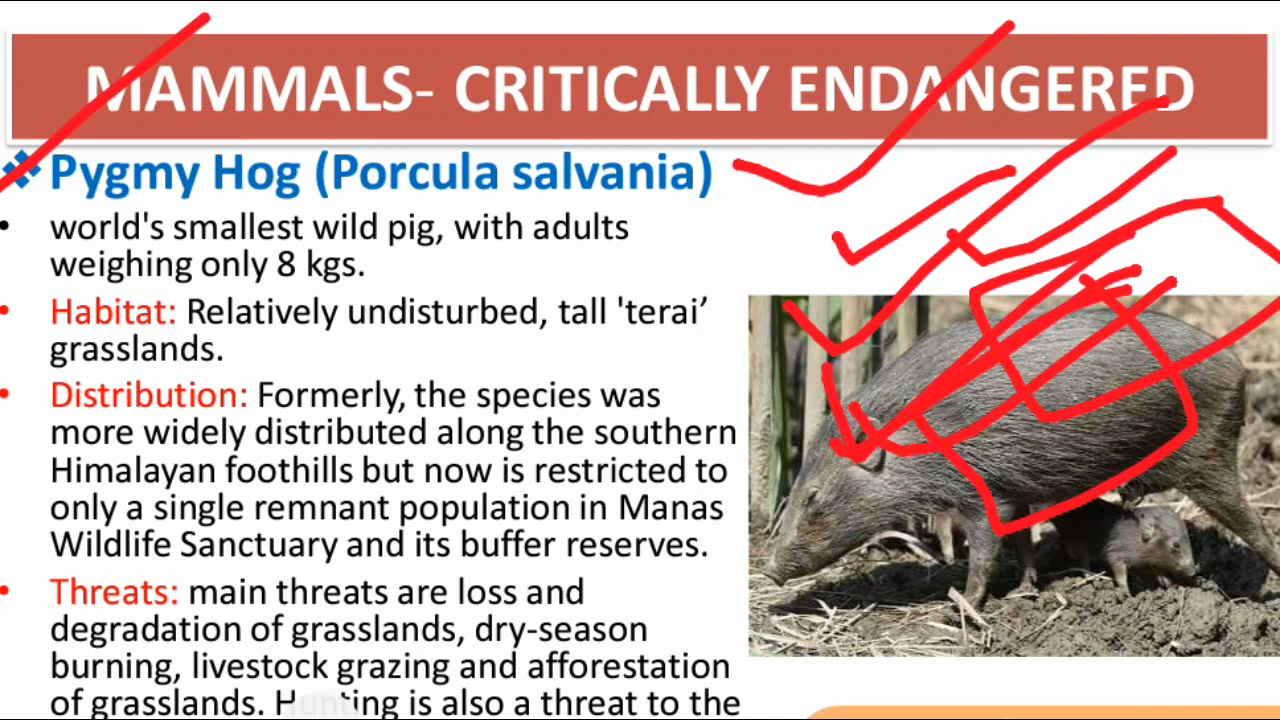 MAMMALS- CRITICALLY ENDANGERED
❖ Pygmy Hog (Porcula salvania)
• world's smallest wild pig, with adults
weighing only 8 kgs.
• Habitat: Relatively undisturbed, tall 'terai’
grasslands.
• Distribution: Formerly, the species was
more widely distributed along the southern
Himalayan foothills but now is restricted to
only a single remnant population in Manas
Wildlife Sanctuary and its buffer reserves.
• Threats: main threats are loss and
degradation of grasslands, dry-season
burning, livestock grazing and afforestation
of grasslands. Hunting is also a threat to the